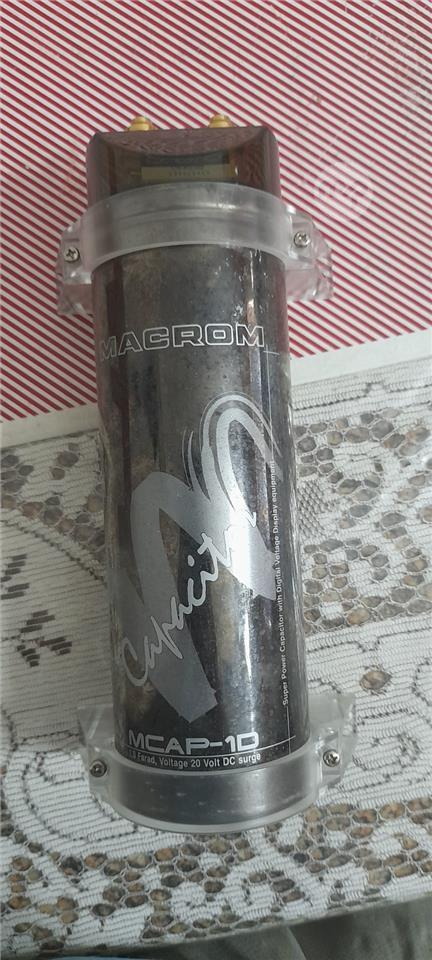 MACROM
Capacitor
Super Power Capacitor with Digital Voltage Display equipment
MCAP-1D
Farad, Voltage 20 Volt DC surge